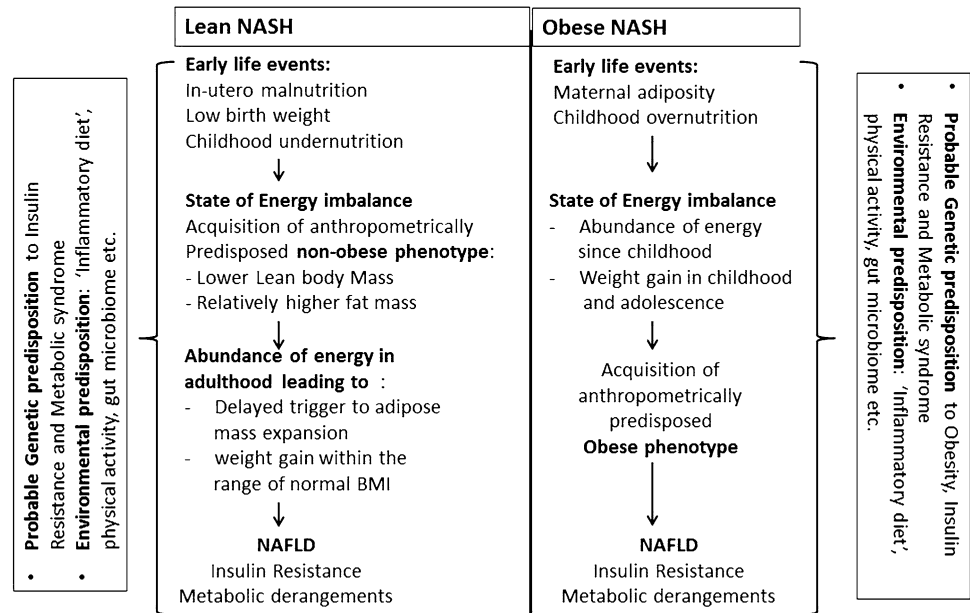 • Probable Genetic predisposition to Insulin
Resistance and Metabolic syndrome
• Environmental predisposition: ‘Inflammatory diet’,
physical activity, gut microbiome etc.
Lean NASH
Early life events:
In-utero malnutrition
Low birth weight
Childhood undernutrition
State of Energy imbalance
Acquisition of anthropometrically
Predisposed non-obese phenotype:
- Lower Lean body Mass
- Relatively higher fat mass
Abundance of energy in
adulthood leading to :
- Delayed trigger to adipose
mass expansion
- weight gain within the
range of normal BMI
NAFLD
Insulin Resistance
Metabolic derangements
Obese NASH
Early life events:
Maternal adiposity
Childhood overnutrition
State of Energy imbalance
- Abundance of energy
since childhood
- Weight gain in childhood
and adolescence
Acquisition of
anthropometrically
predisposed
Obese phenotype
NAFLD
Insulin Resistance
Metabolic derangements
• Probable Genetic predisposition to Obesity, Insulin
Resistance and Metabolic syndrome
• Environmental predisposition: ‘Inflammatory diet’,
physical activity, gut microbiome etc.